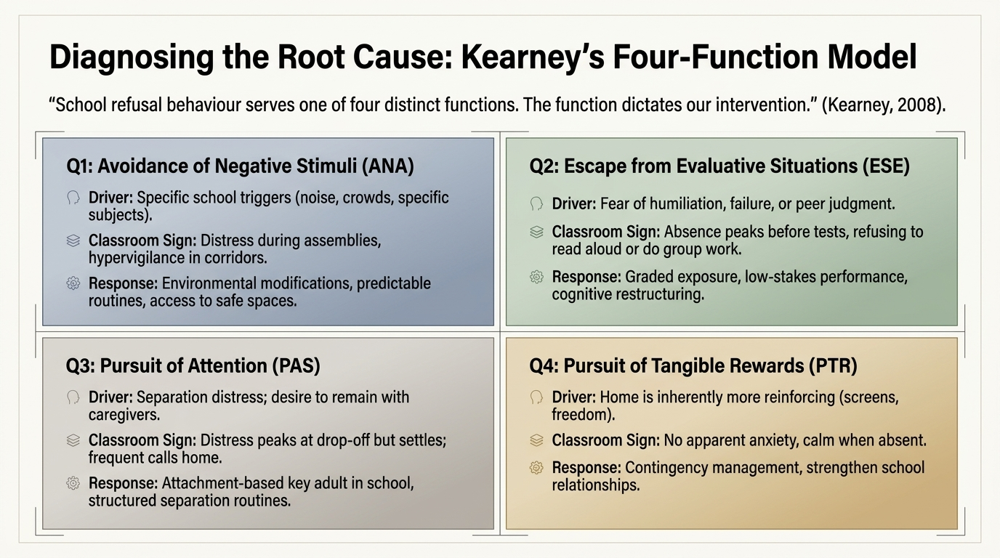 Diagnosing the Root Cause: Kearney’s Four-Function Model
“School refusal behaviour serves one of four distinct functions. The function dictates our intervention.” (Kearney, 2008).
Q1: Avoidance of Negative Stimuli (ANA)
Driver: Specific school triggers (noise, crowds, specific
subjects).
Classroom Sign: Distress during assemblies,
hypervigilance in corridors.
Response: Environmental modifications, predictable
routines, access to safe spaces.
Q2: Escape from Evaluative Situations (ESE)
Driver: Fear of humiliation, failure, or peer judgment.
Classroom Sign: Absence peaks before tests, refusing to
read aloud or do group work.
Response: Graded exposure, low-stakes performance,
cognitive restructuring.
Q3: Pursuit of Attention (PAS)
Driver: Separation distress; desire to remain with
caregivers.
Classroom Sign: Distress peaks at drop-off but settles;
frequent calls home.
Response: Attachment-based key adult in school,
structured separation routines.
Q4: Pursuit of Tangible Rewards (PTR)
Driver: Home is inherently more reinforcing (screens,
freedom).
Classroom Sign: No apparent anxiety, calm when absent.
Response: Contingency management, strengthen school
relationships.